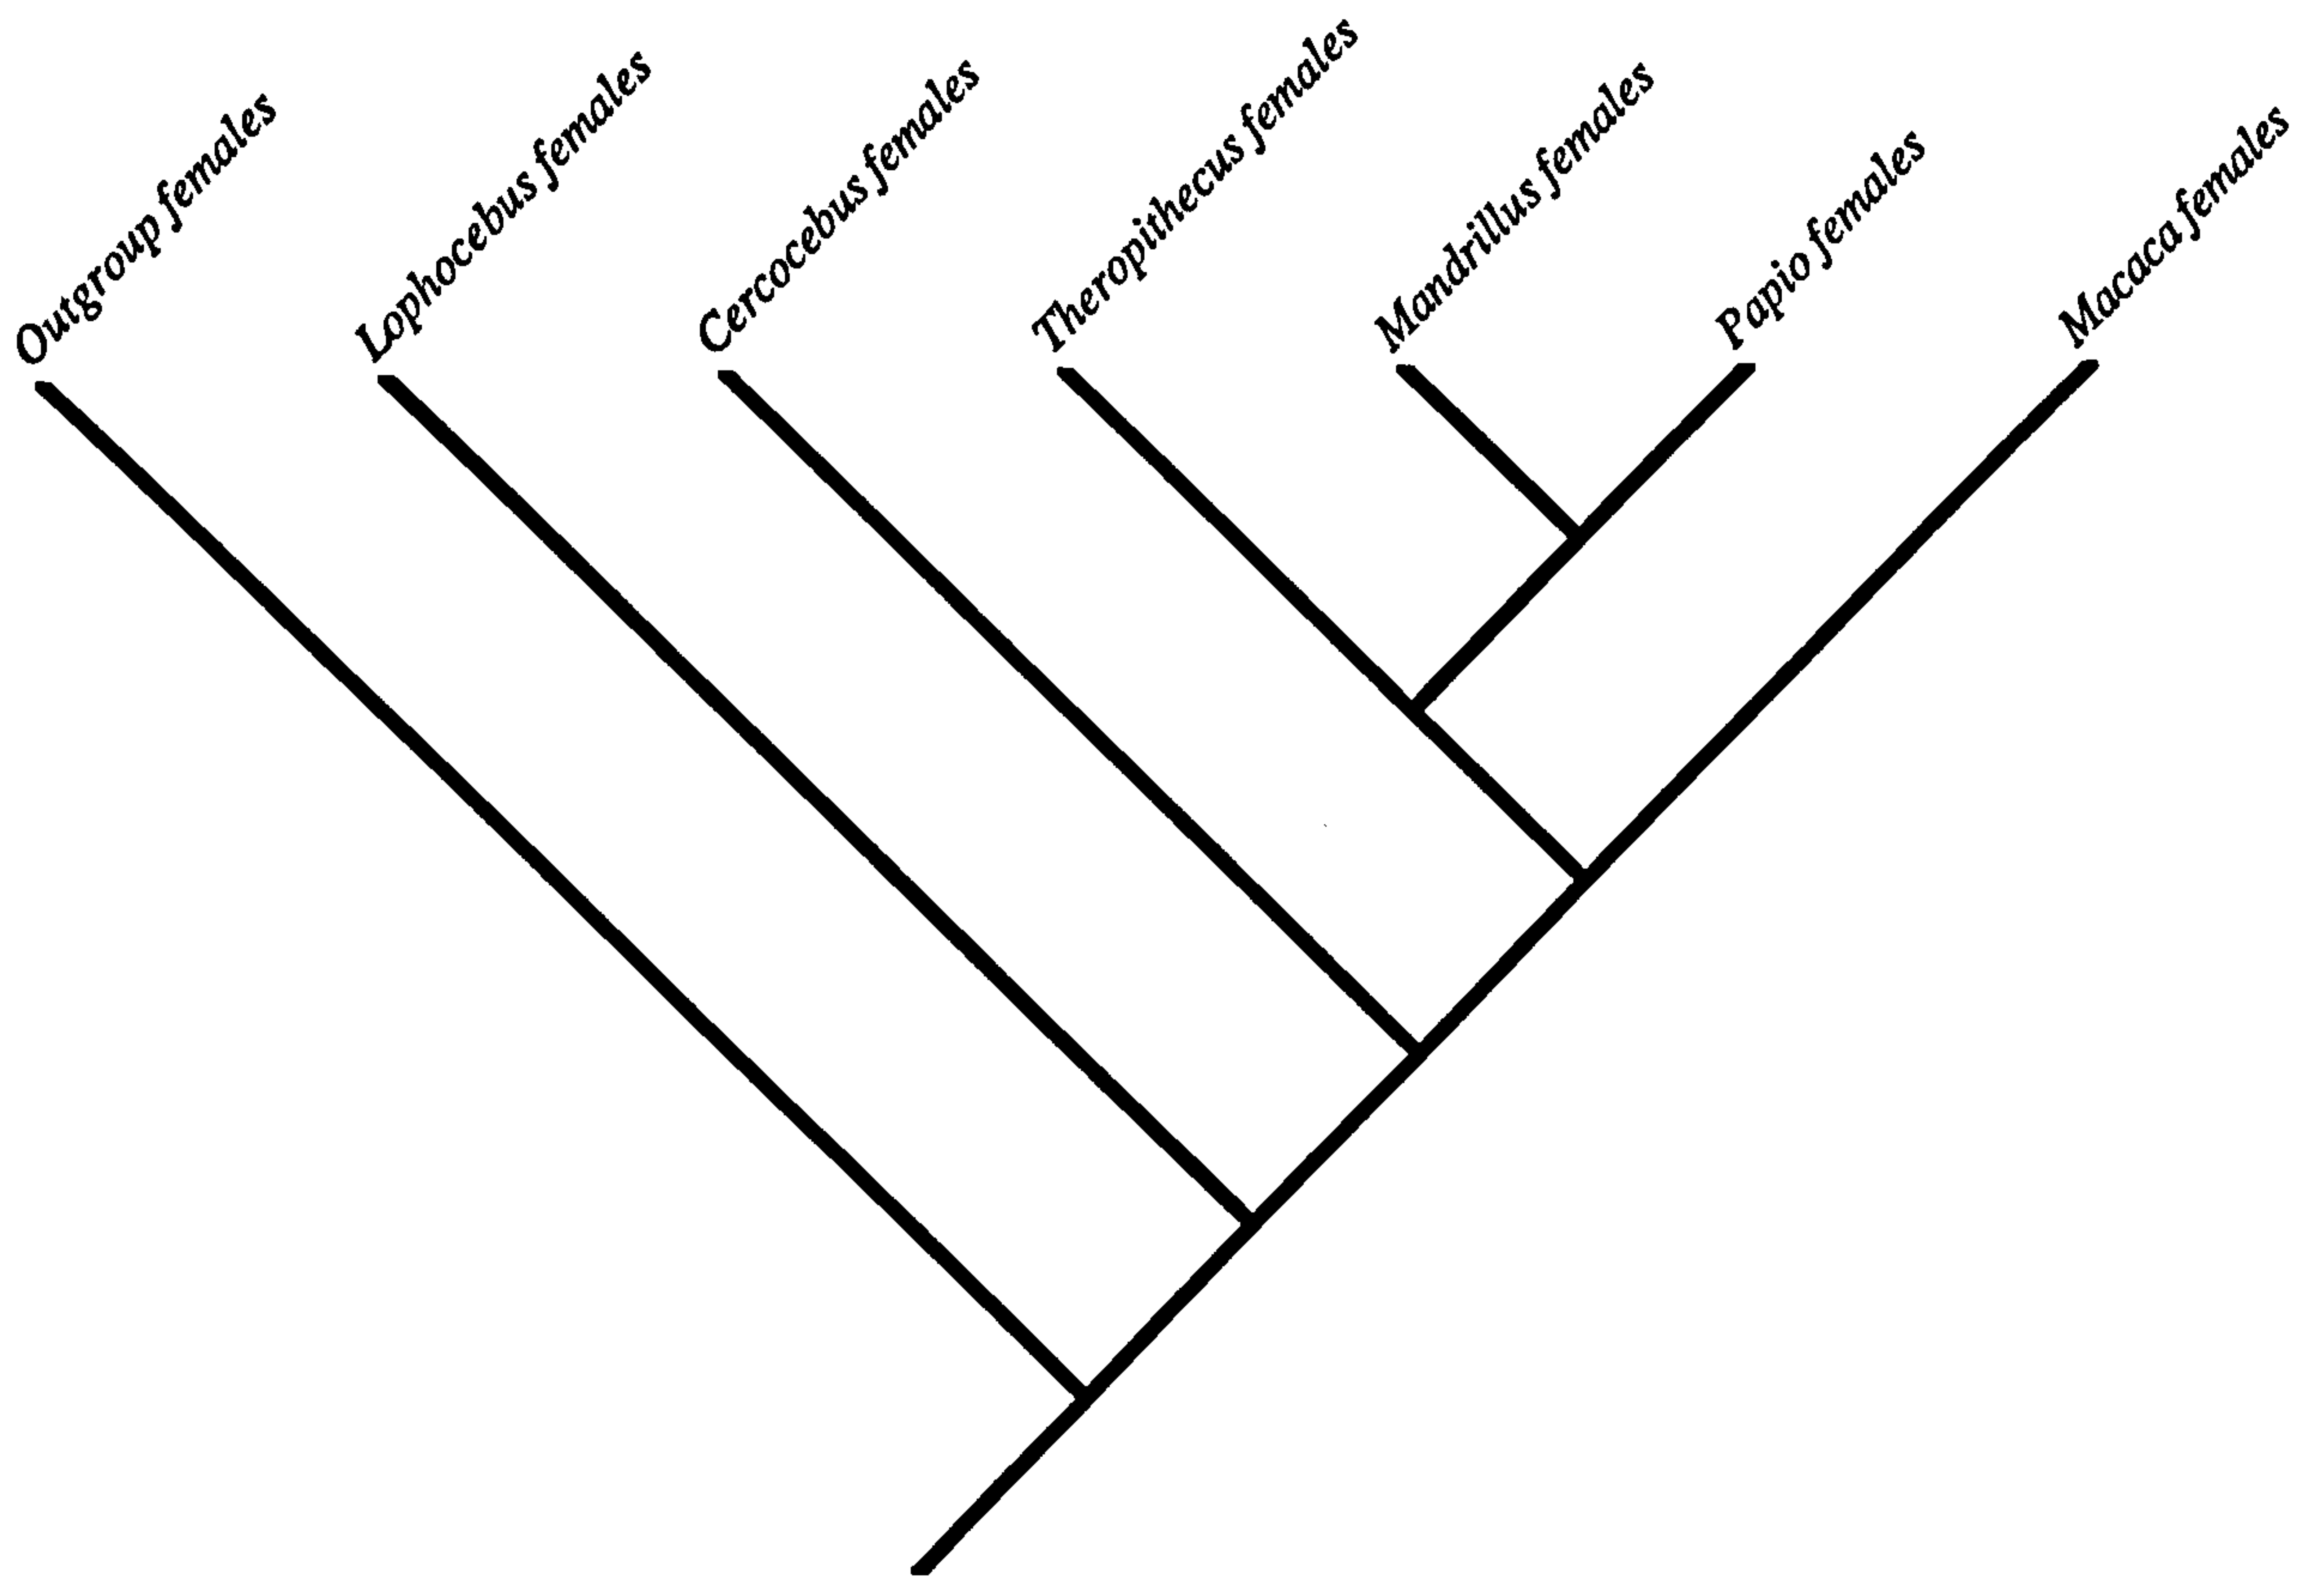 Outgroup females
Lophocebus females
Cercocebus females
Theropithecus females
Mandrillus females
Papio females
Macaca females